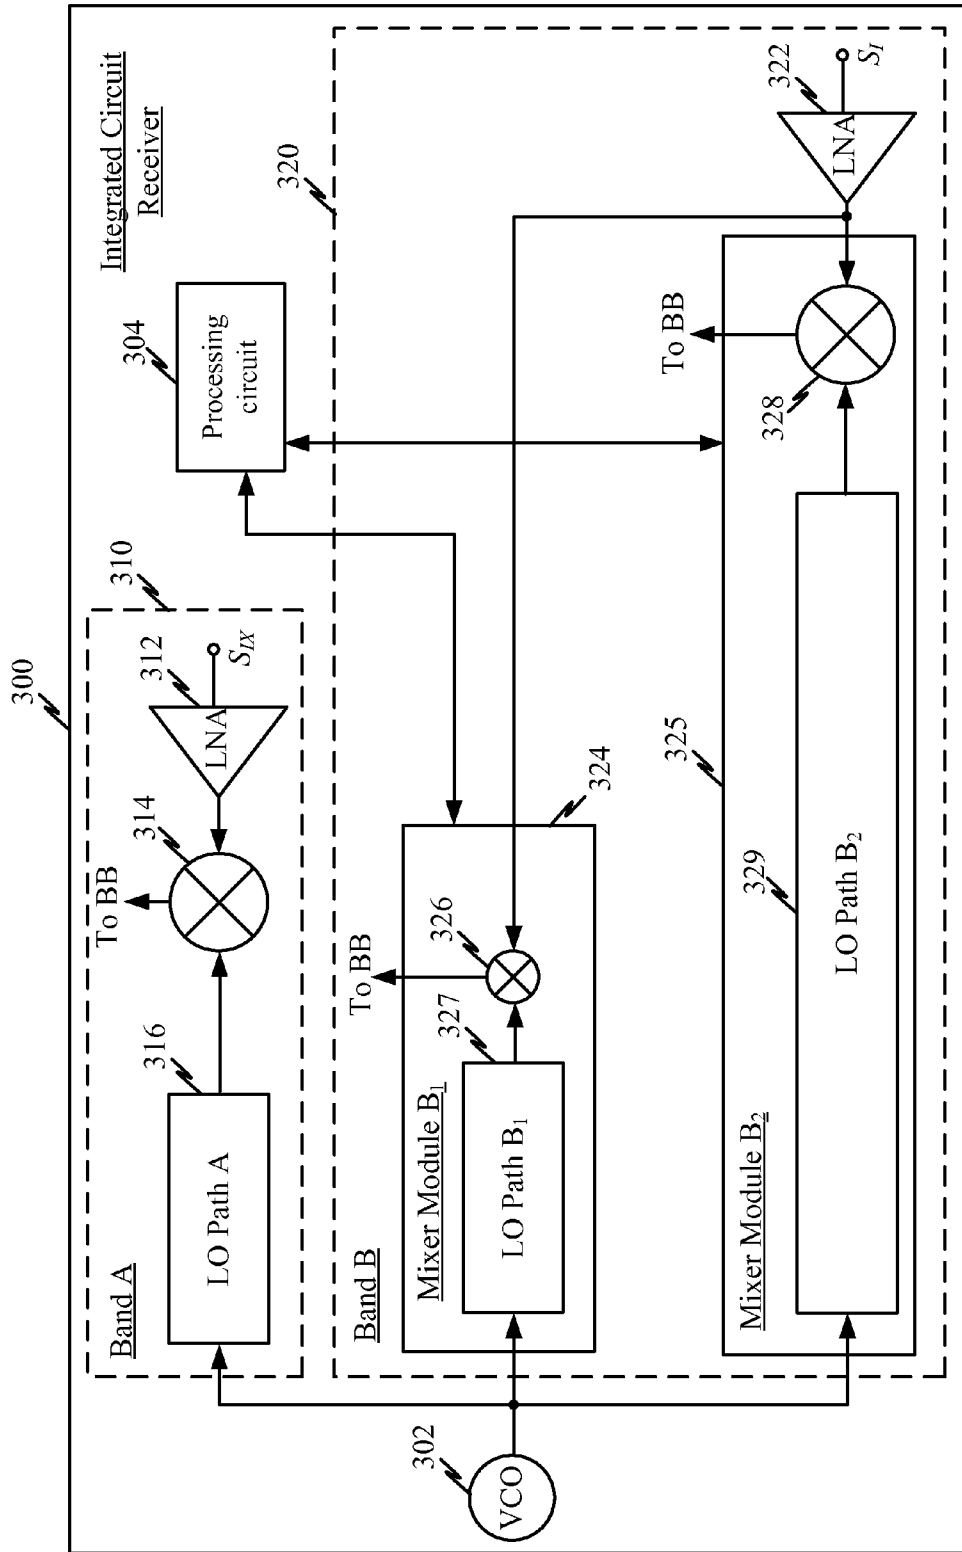 300
Integrated Circuit
Receiver
Band A
310
LO Path A
316
To BB
314
LNA
312
S_IX
304
Processing
circuit
VCO
302
Band B
320
Mixer Module B₁
324
LO Path B₁
327
To BB
326
Mixer Module B₂
325
LO Path B₂
329
To BB
328
LNA
322
S_I